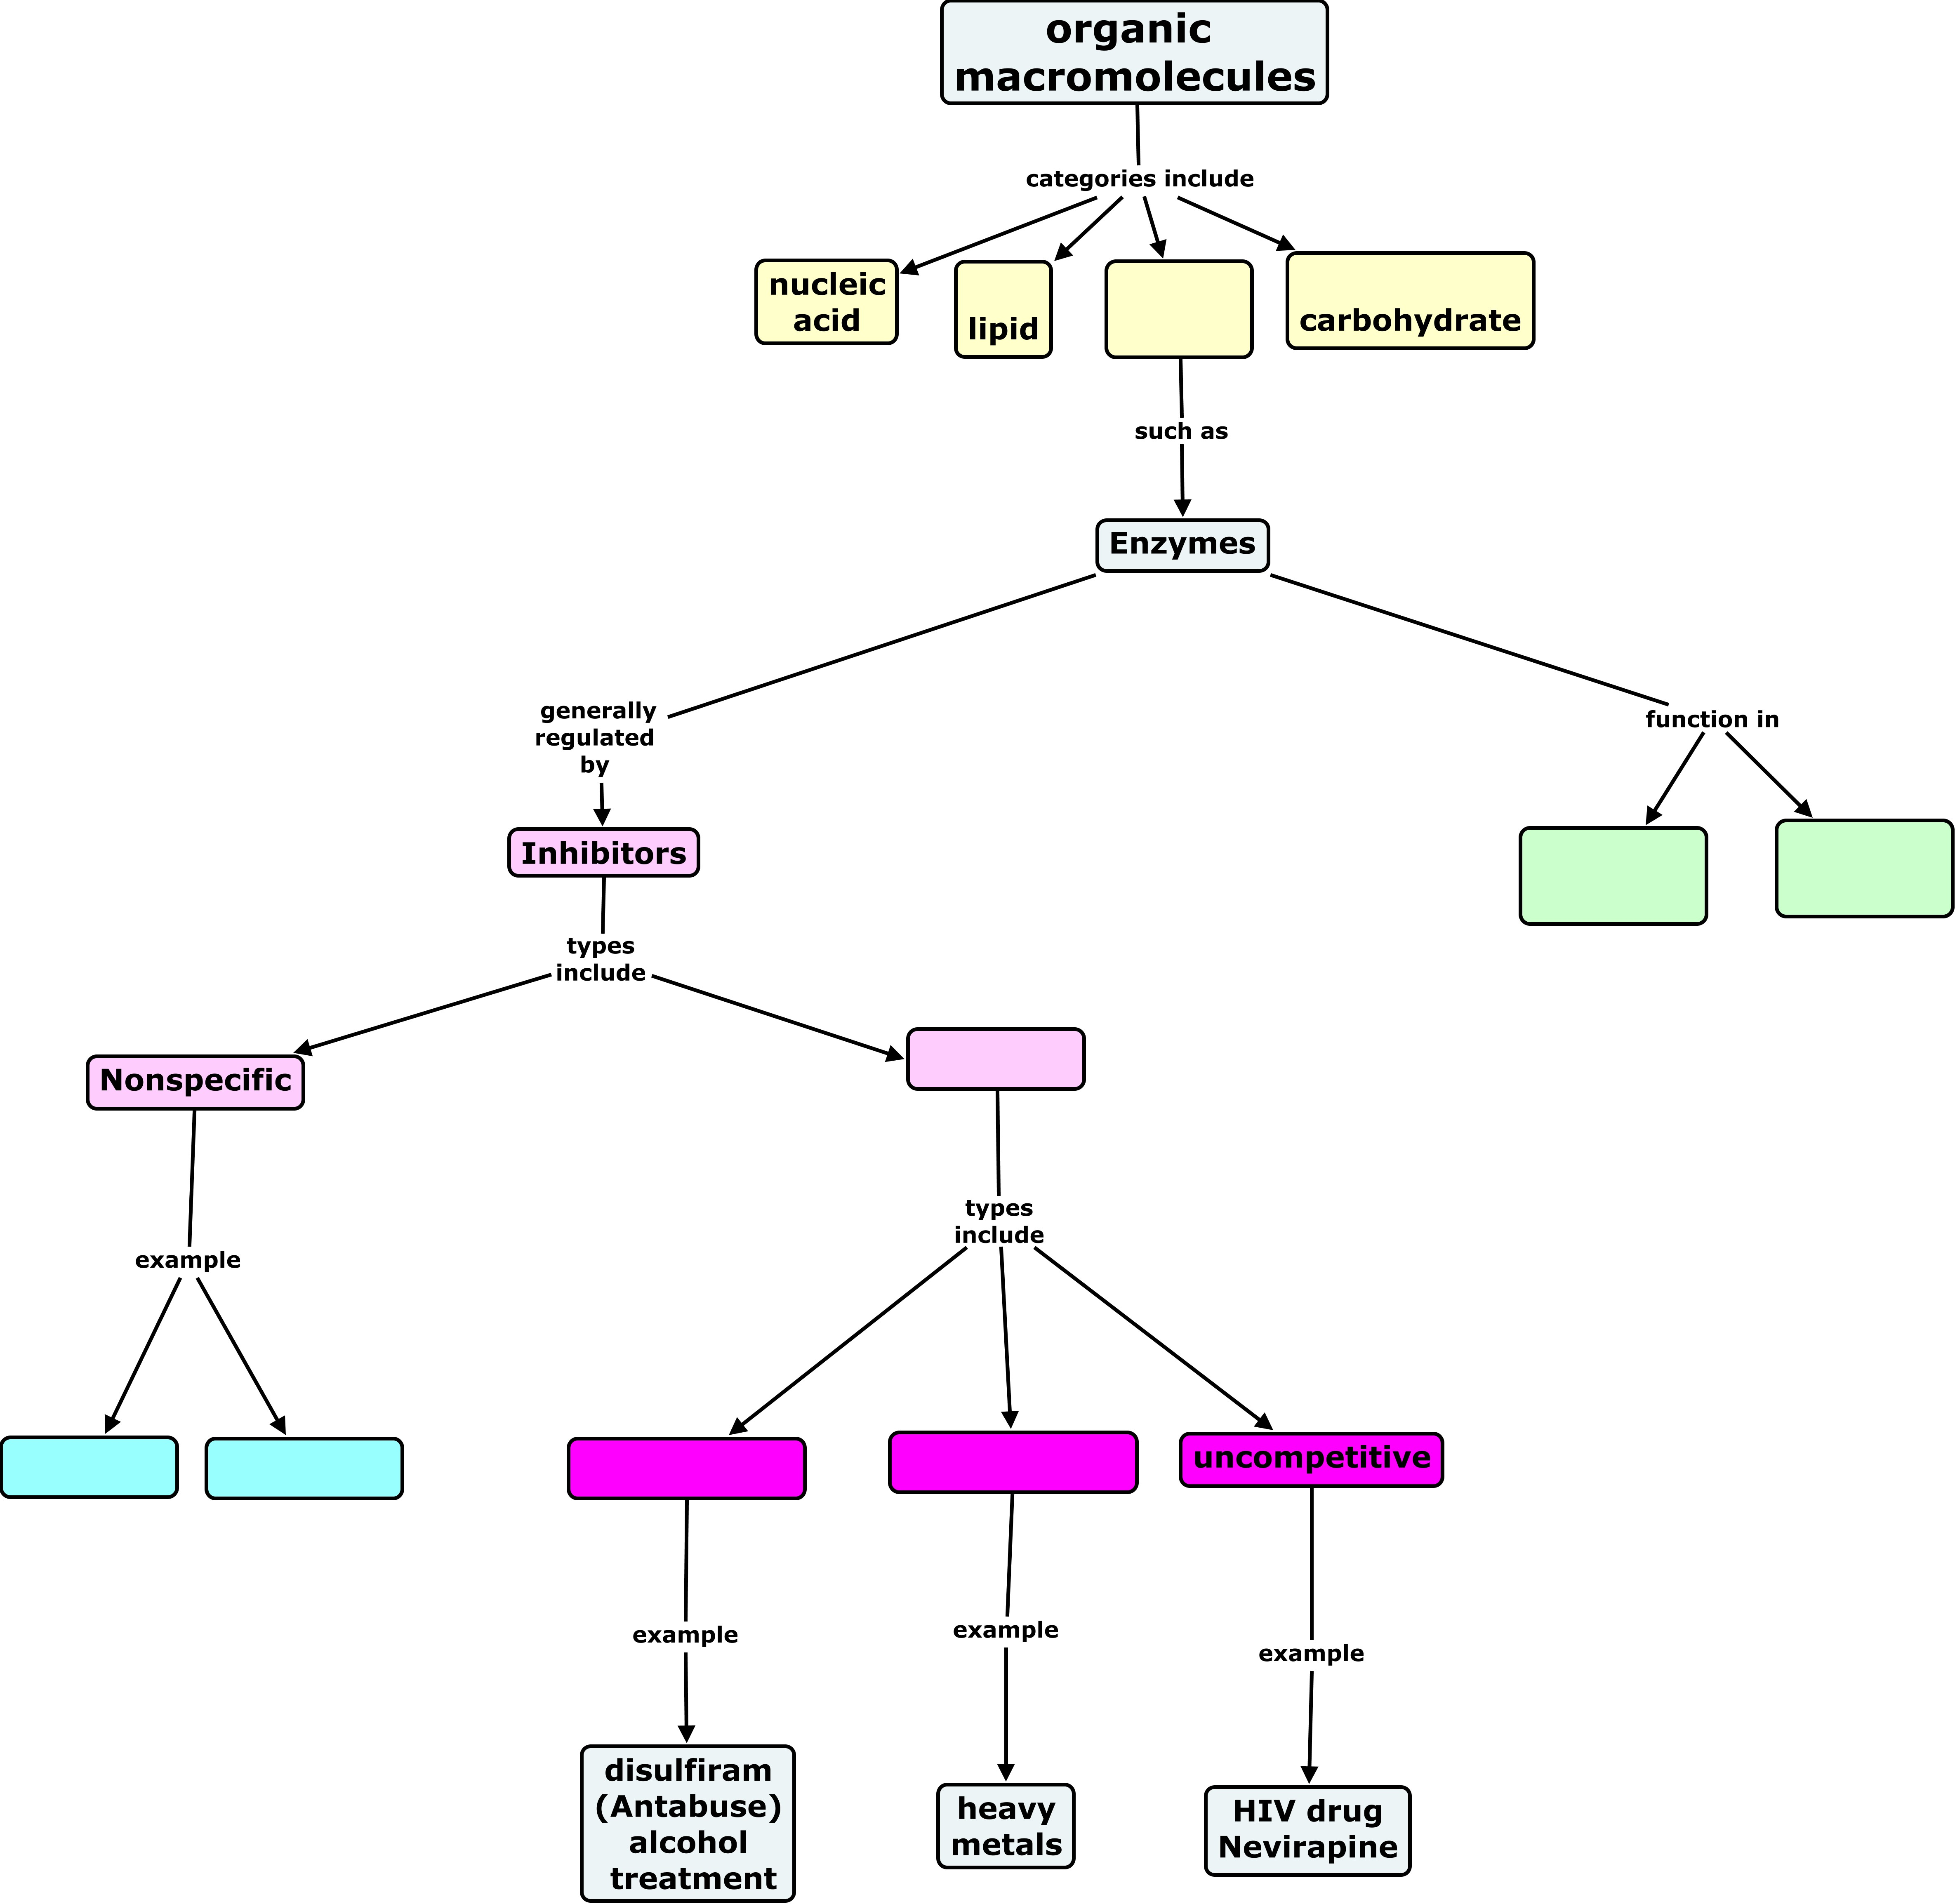 organic
macromolecules
categories include
nucleic
acid
lipid
carbohydrate
such as
Enzymes
generally
regulated
by
function in
Inhibitors
types
include
Nonspecific
types
include
example
uncompetitive
example
example
example
disulfiram
(Antabuse)
alcohol
treatment
heavy
metals
HIV drug
Nevirapine